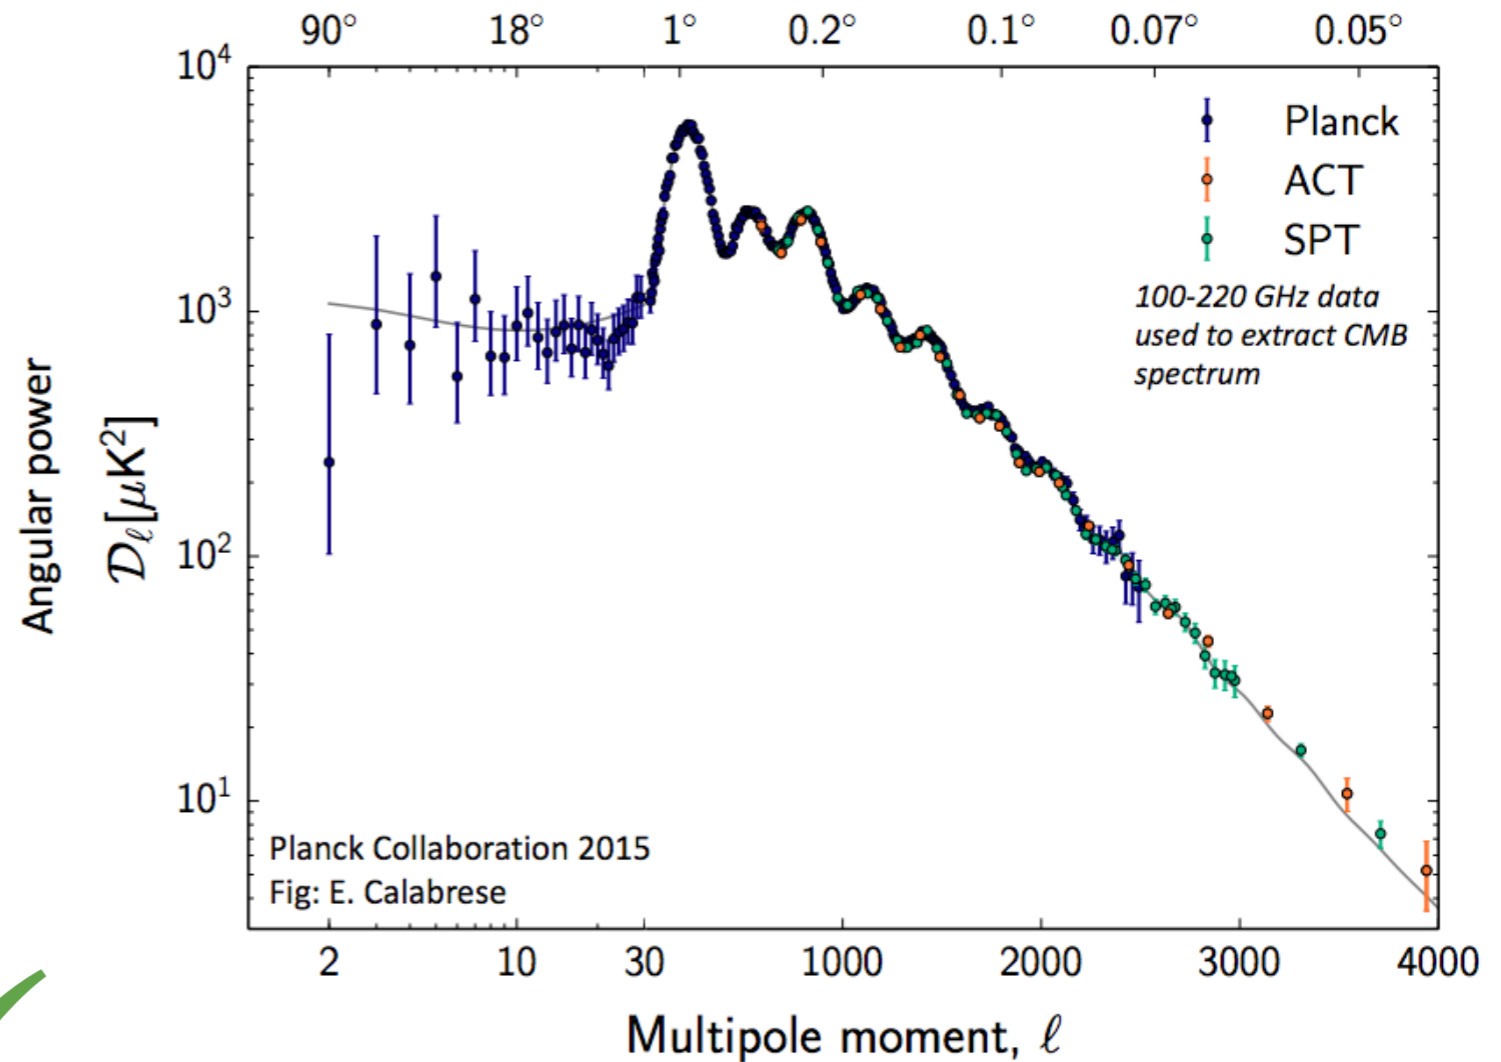 90° 18° 1° 0.2° 0.1° 0.07° 0.05°
10⁴
10³
10²
10¹
Angular power
𝒟ℓ[μK²]
Planck
ACT
SPT
100-220 GHz data
used to extract CMB
spectrum
Planck Collaboration 2015
Fig: E. Calabrese
2 10 30 1000 2000 3000 4000
Multipole moment, ℓ